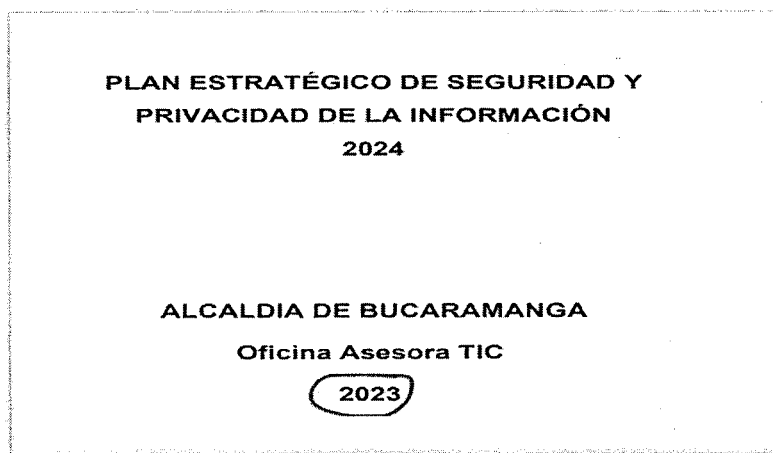 PLAN ESTRATÉGICO DE SEGURIDAD Y
PRIVACIDAD DE LA INFORMACIÓN
2024
ALCALDIA DE BUCARAMANGA
Oficina Asesora TIC
2023